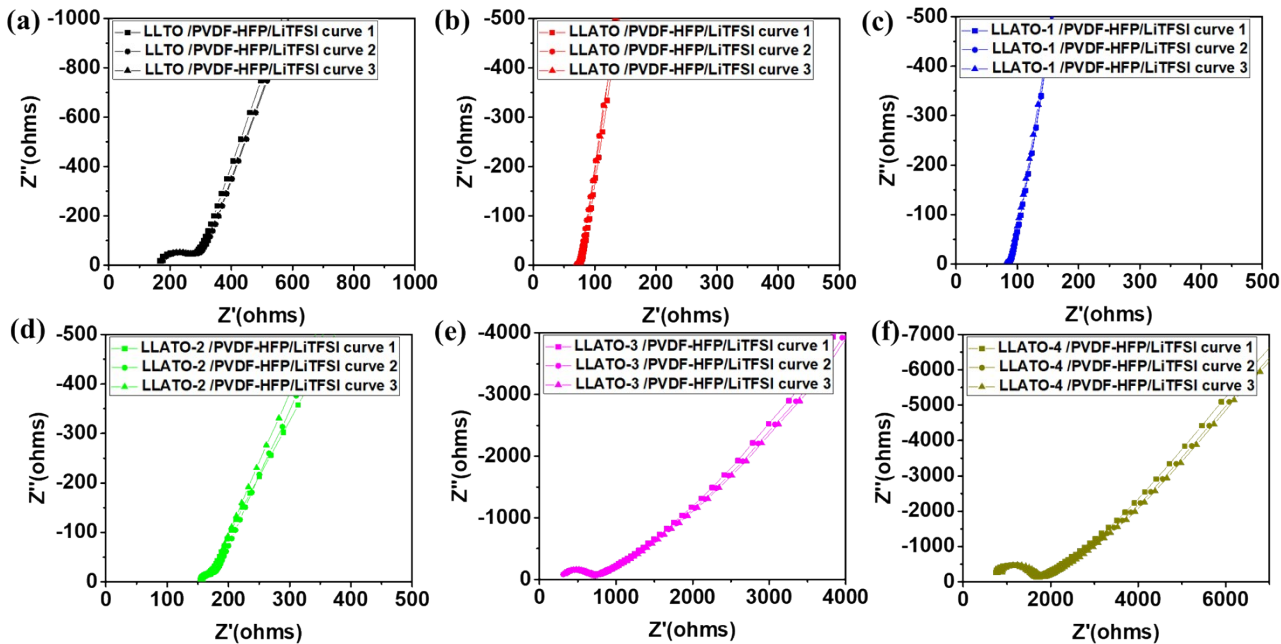 (a)
-1000
-800
-600
-400
-200
0
LLTO /PVDF-HFP/LiTFSI curve 1
LLTO /PVDF-HFP/LiTFSI curve 2
LLTO /PVDF-HFP/LiTFSI curve 3
Z''(ohms)
0 200 400 600 800 1000
Z'(ohms)
(b)
-500
-400
-300
-200
-100
0
LLATO /PVDF-HFP/LiTFSI curve 1
LLATO /PVDF-HFP/LiTFSI curve 2
LLATO /PVDF-HFP/LiTFSI curve 3
Z''(ohms)
0 100 200 300 400 500
Z'(ohms)
(c)
-500
-400
-300
-200
-100
0
LLATO-1 /PVDF-HFP/LiTFSI curve 1
LLATO-1 /PVDF-HFP/LiTFSI curve 2
LLATO-1 /PVDF-HFP/LiTFSI curve 3
Z''(ohms)
0 100 200 300 400 500
Z'(ohms)
(d)
-500
-400
-300
-200
-100
0
LLATO-2 /PVDF-HFP/LiTFSI curve 1
LLATO-2 /PVDF-HFP/LiTFSI curve 2
LLATO-2 /PVDF-HFP/LiTFSI curve 3
Z''(ohms)
0 100 200 300 400 500
Z'(ohms)
(e)
-4000
-3000
-2000
-1000
0
LLATO-3 /PVDF-HFP/LiTFSI curve 1
LLATO-3 /PVDF-HFP/LiTFSI curve 2
LLATO-3 /PVDF-HFP/LiTFSI curve 3
Z''(ohms)
0 1000 2000 3000 4000
Z'(ohms)
(f)
-7000
-6000
-5000
-4000
-3000
-2000
-1000
0
LLATO-4 /PVDF-HFP/LiTFSI curve 1
LLATO-4 /PVDF-HFP/LiTFSI curve 2
LLATO-4 /PVDF-HFP/LiTFSI curve 3
Z''(ohms)
0 2000 4000 6000
Z'(ohms)